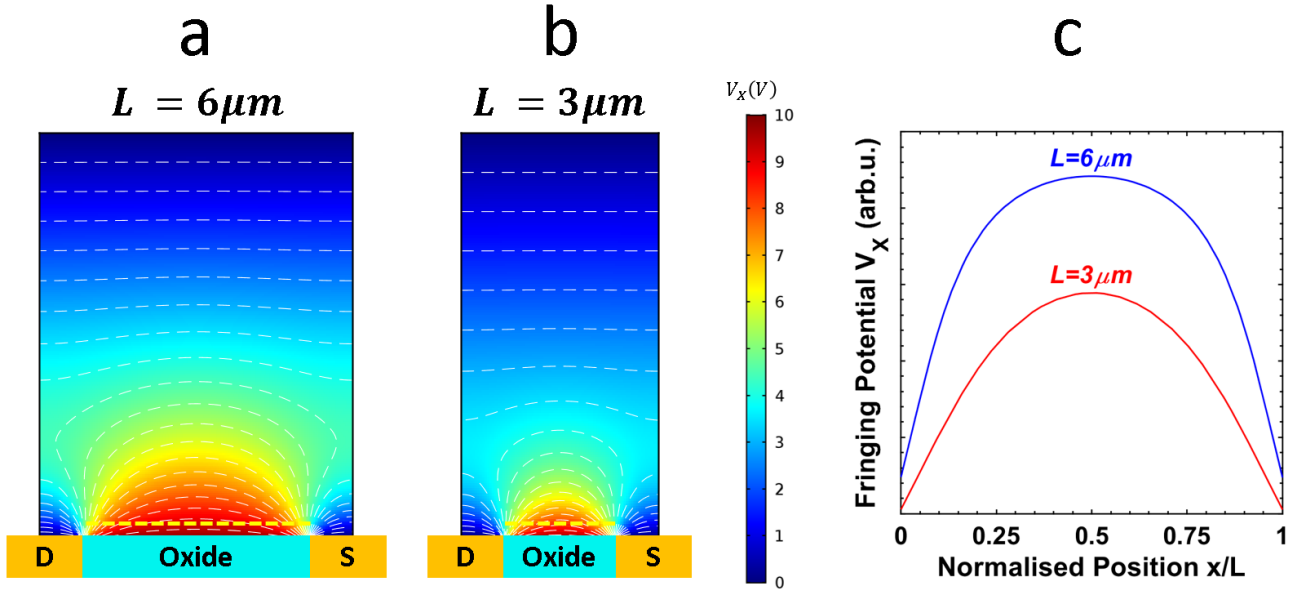 a
b
c
L = 6μm
L = 3μm
V_X(V)
10
9
8
7
6
5
4
3
2
1
0
D
Oxide
S
D
Oxide
S
Fringing Potential V_X (arb.u.)
L=6μm
L=3μm
0
0.25
0.5
0.75
1
Normalised Position x/L